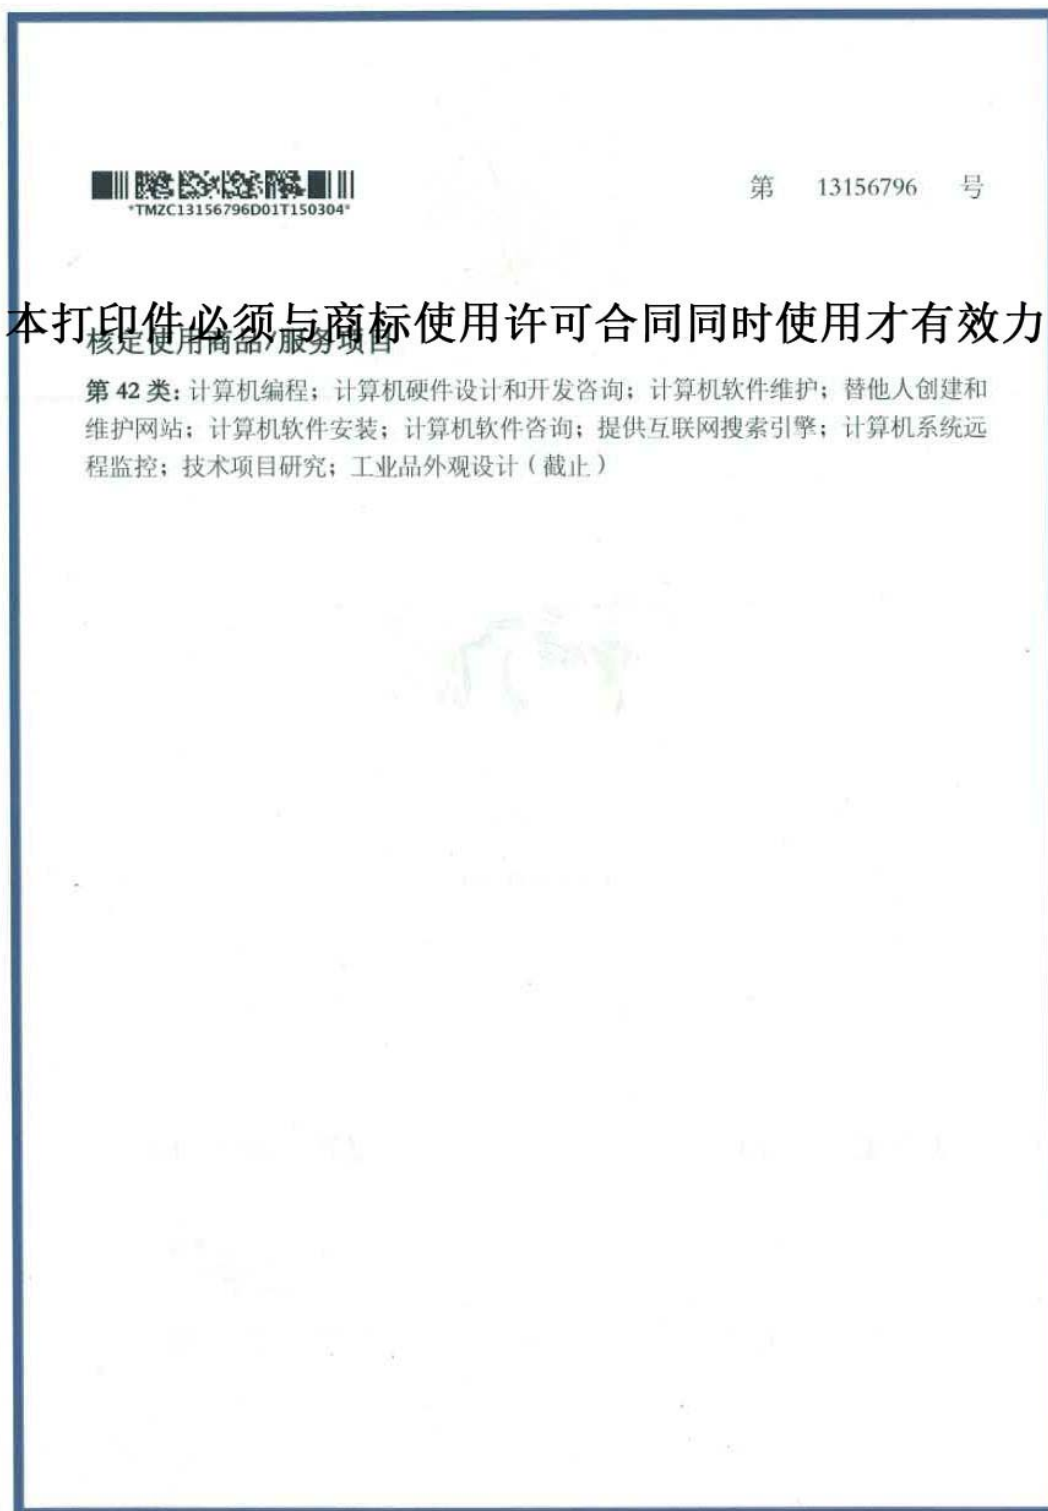 *TMZC13156796D01T150304*
第 13156796 号
本打印件必须与商标使用许可合同同时使用才有效力
核定使用商品/服务项目
第 42 类: 计算机编程；计算机硬件设计和开发咨询；计算机软件维护；替他人创建和
维护网站；计算机软件安装；计算机软件咨询；提供互联网搜索引擎；计算机系统远
程监控；技术项目研究；工业品外观设计（截止）